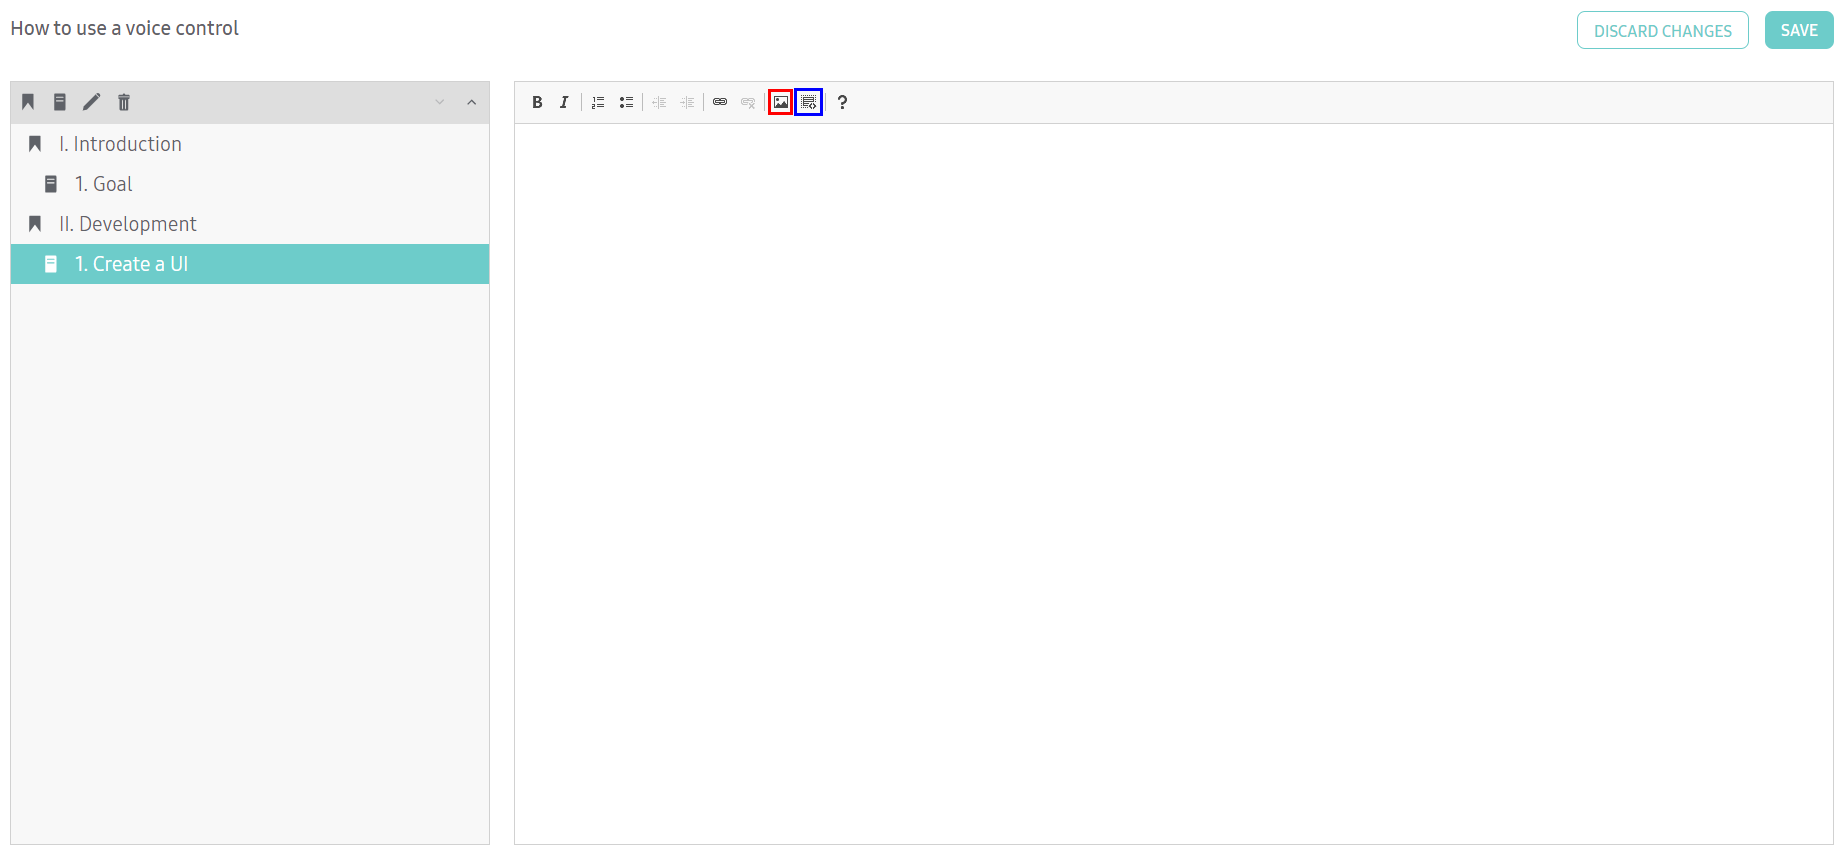 How to use a voice control
DISCARD CHANGES
SAVE
B I ?
I. Introduction
1. Goal
II. Development
1. Create a UI